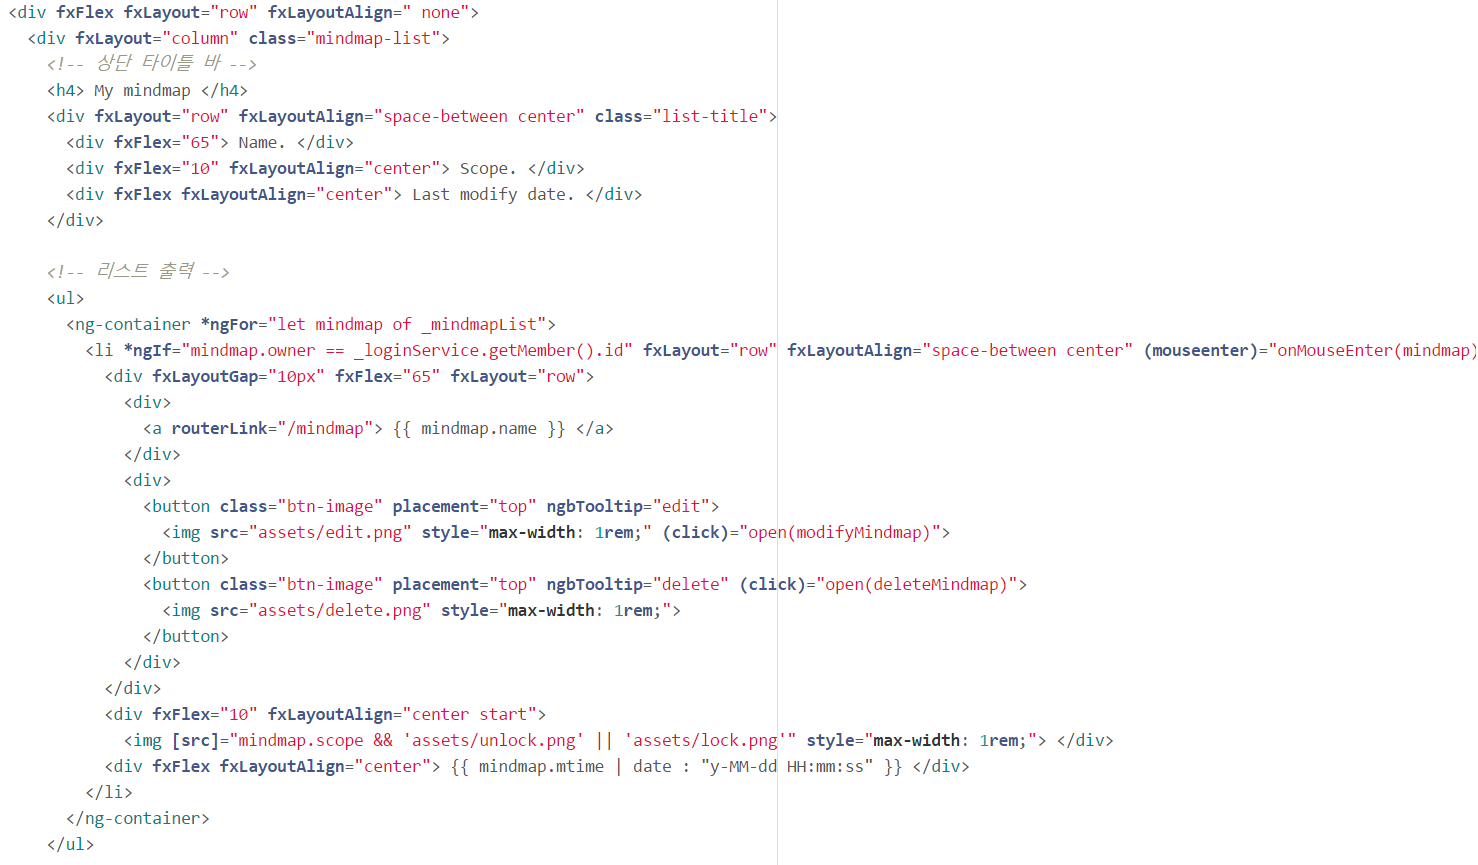 <div fxFlex fxLayout="row" fxLayoutAlign=" none">
<div fxLayout="column" class="mindmap-list">
<!-- 상단 타이틀 바 -->
<h4> My mindmap </h4>
<div fxLayout="row" fxLayoutAlign="space-between center" class="list-title">
<div fxFlex="65"> Name. </div>
<div fxFlex="10" fxLayoutAlign="center"> Scope. </div>
<div fxFlex fxLayoutAlign="center"> Last modify date. </div>
</div>
<!-- 리스트 출력 -->
<ul>
<ng-container *ngFor="let mindmap of _mindmapList">
<li *ngIf="mindmap.owner == _loginService.getMember().id" fxLayout="row" fxLayoutAlign="space-between center" (mouseenter)="onMouseEnter(mindmap)
<div fxLayoutGap="10px" fxFlex="65" fxLayout="row">
<div>
<a routerLink="/mindmap"> {{ mindmap.name }} </a>
</div>
<div>
<button class="btn-image" placement="top" ngbTooltip="edit">
<img src="assets/edit.png" style="max-width: 1rem;" (click)="open(modifyMindmap)">
</button>
<button class="btn-image" placement="top" ngbTooltip="delete" (click)="open(deleteMindmap)">
<img src="assets/delete.png" style="max-width: 1rem;">
</button>
</div>
</div>
<div fxFlex="10" fxLayoutAlign="center start">
<img [src]="mindmap.scope && 'assets/unlock.png' || 'assets/lock.png'" style="max-width: 1rem;"> </div>
<div fxFlex fxLayoutAlign="center"> {{ mindmap.mtime | date : "y-MM-dd HH:mm:ss" }} </div>
</li>
</ng-container>
</ul>